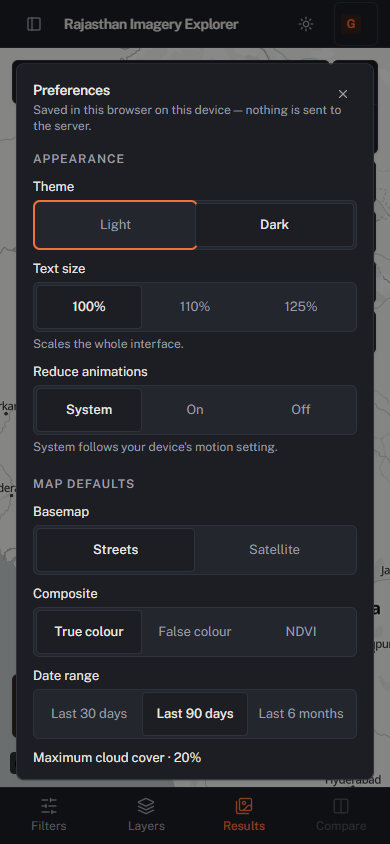 Rajasthan Imagery Explorer
G
Preferences
Saved in this browser on this device — nothing is sent to
the server.
APPEARANCE
Theme
Light
Dark
Text size
100%
110%
125%
Scales the whole interface.
Reduce animations
System
On
Off
System follows your device's motion setting.
MAP DEFAULTS
Basemap
Streets
Satellite
Composite
True colour
False colour
NDVI
Date range
Last 30 days
Last 90 days
Last 6 months
Maximum cloud cover · 20%
Hyderabad
Filters
Layers
Results
Compare